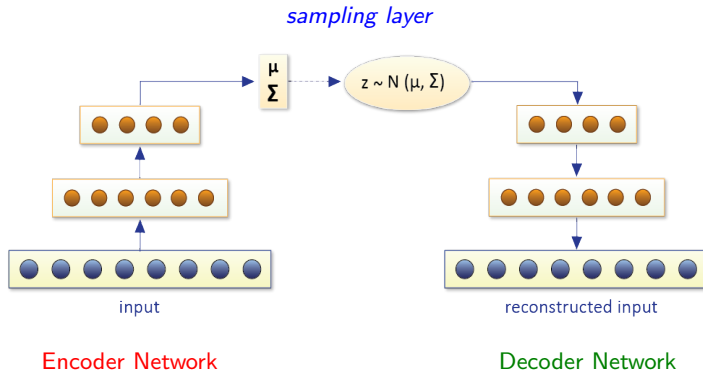 sampling layer
μ
Σ
z ~ N (μ, Σ)
input
reconstructed input
Encoder Network
Decoder Network